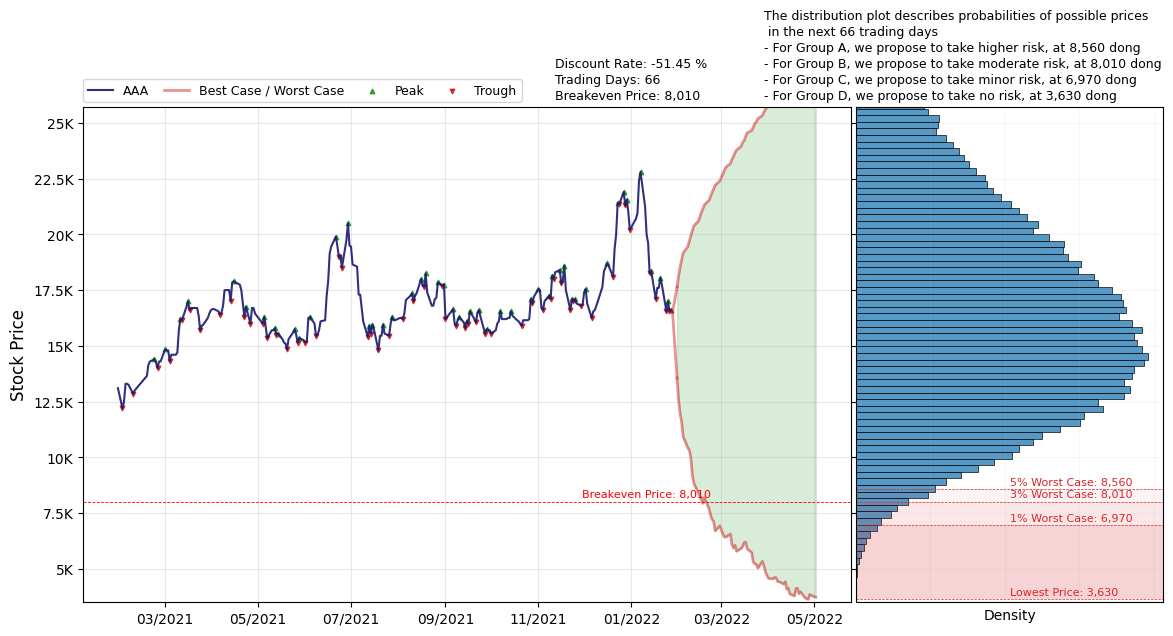 The distribution plot describes probabilities of possible prices
in the next 66 trading days
- For Group A, we propose to take higher risk, at 8,560 dong
- For Group B, we propose to take moderate risk, at 8,010 dong
- For Group C, we propose to take minor risk, at 6,970 dong
- For Group D, we propose to take no risk, at 3,630 dong
Discount Rate: -51.45 %
Trading Days: 66
Breakeven Price: 8,010
AAA
Best Case / Worst Case
Peak
Trough
Stock Price
25K
22.5K
20K
17.5K
15K
12.5K
10K
7.5K
5K
Breakeven Price: 8,010
5% Worst Case: 8,560
3% Worst Case: 8,010
1% Worst Case: 6,970
Lowest Price: 3,630
03/2021
05/2021
07/2021
09/2021
11/2021
01/2022
03/2022
05/2022
Density